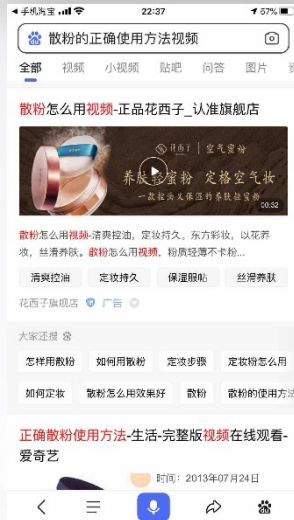 手机淘宝
22:37
57%
散粉的正确使用方法视频
全部 视频 小视频 贴吧 问答 图片
散粉怎么用视频-正品花西子_认准旗舰店
花西子 | 空气蜜粉
养肤轻蜜粉 定格空气妆
一款控油又保湿的养肤轻蜜粉
00:32
散粉怎么用视频-清爽控油,定妆持久。东方彩妆,以花养
妆,丝滑养肤。散粉怎么用视频、粉质轻薄不卡粉...
清爽控油 定妆持久 保湿服帖 丝滑养肤
花西子旗舰店 广告
大家还搜
怎样用散粉 如何用散粉 定妆步骤 定妆粉怎么用
如何定妆 散粉怎么用效果好 散粉 散粉的使用方法
正确散粉使用方法-生活-完整版视频在线观看-
爱奇艺
时间:2013年07月24日